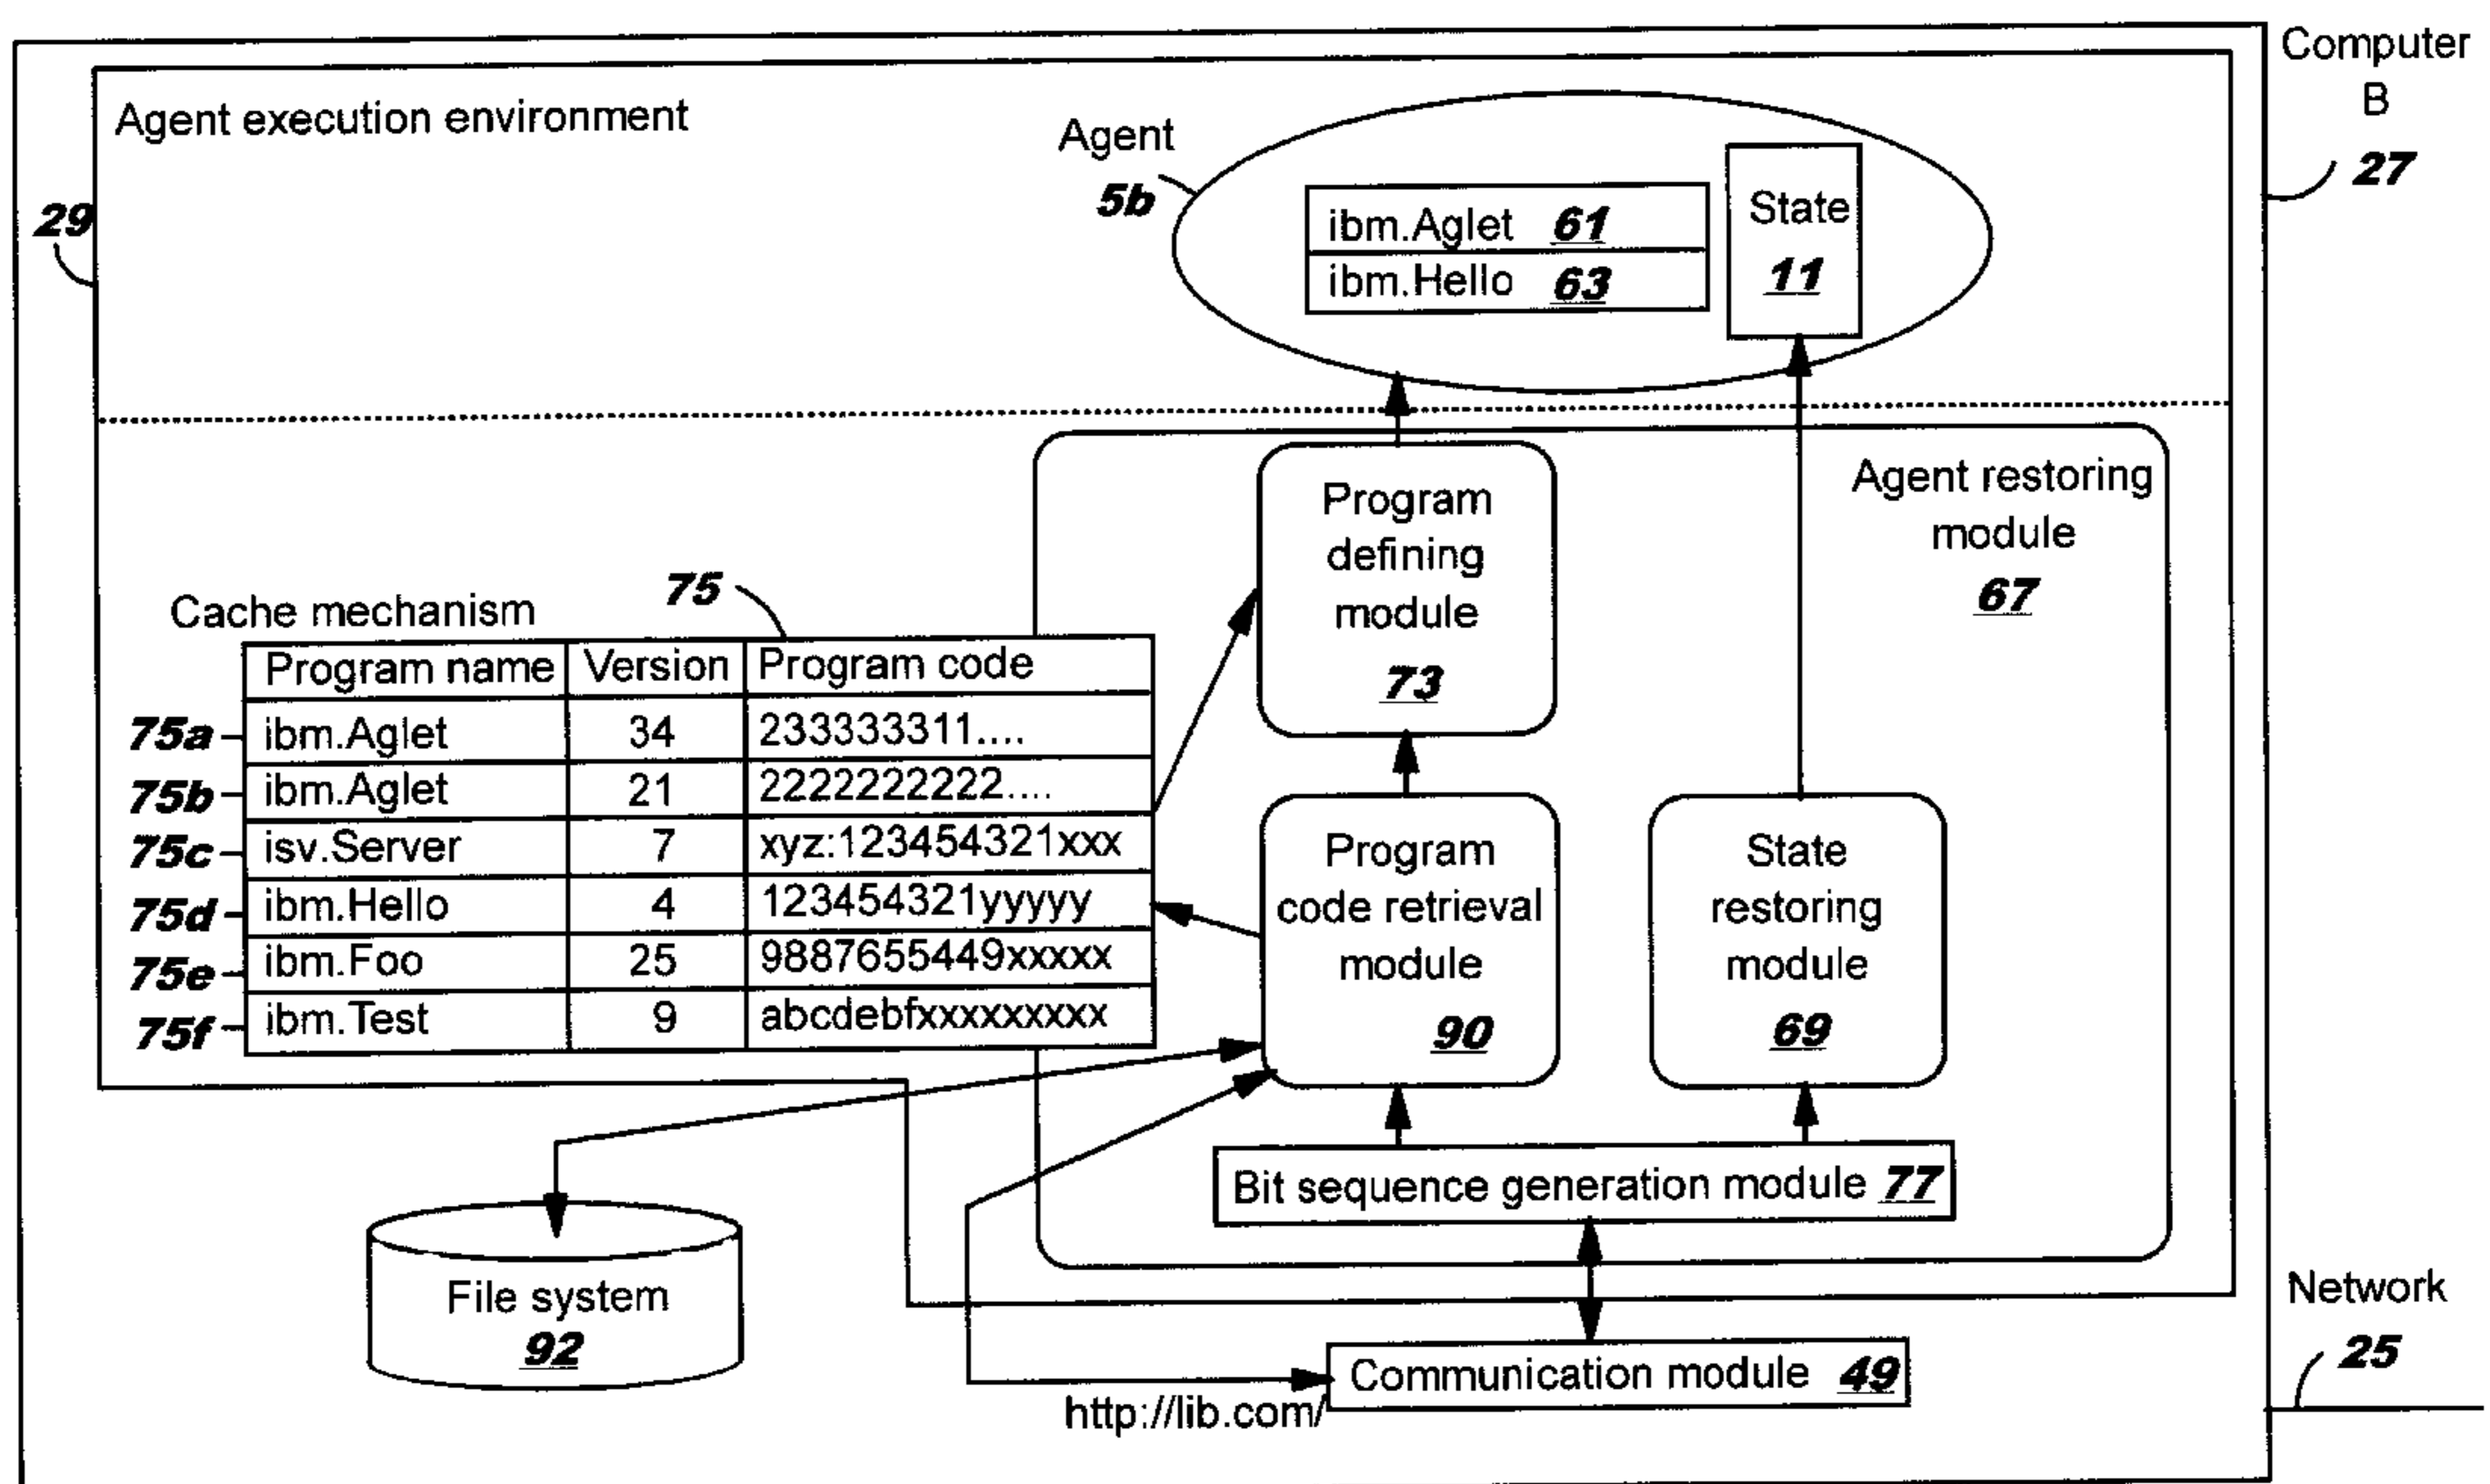 Computer
B
27
Agent execution environment
29
Agent
5b
ibm.Aglet 61
ibm.Hello 63
State
11
Agent restoring
module
67
Program
defining
module
73
Cache mechanism
75
Program name Version Program code
75a ibm.Aglet 34 233333311....
75b ibm.Aglet 21 2222222222....
75c isv.Server 7 xyz:123454321xxx
75d ibm.Hello 4 123454321yyyyy
75e ibm.Foo 25 9887655449xxxxx
75f ibm.Test 9 abcdebfxxxxxxxxx
Program
code retrieval
module
90
State
restoring
module
69
Bit sequence generation module 77
File system
92
Communication module 49
http://lib.com/
Network
25